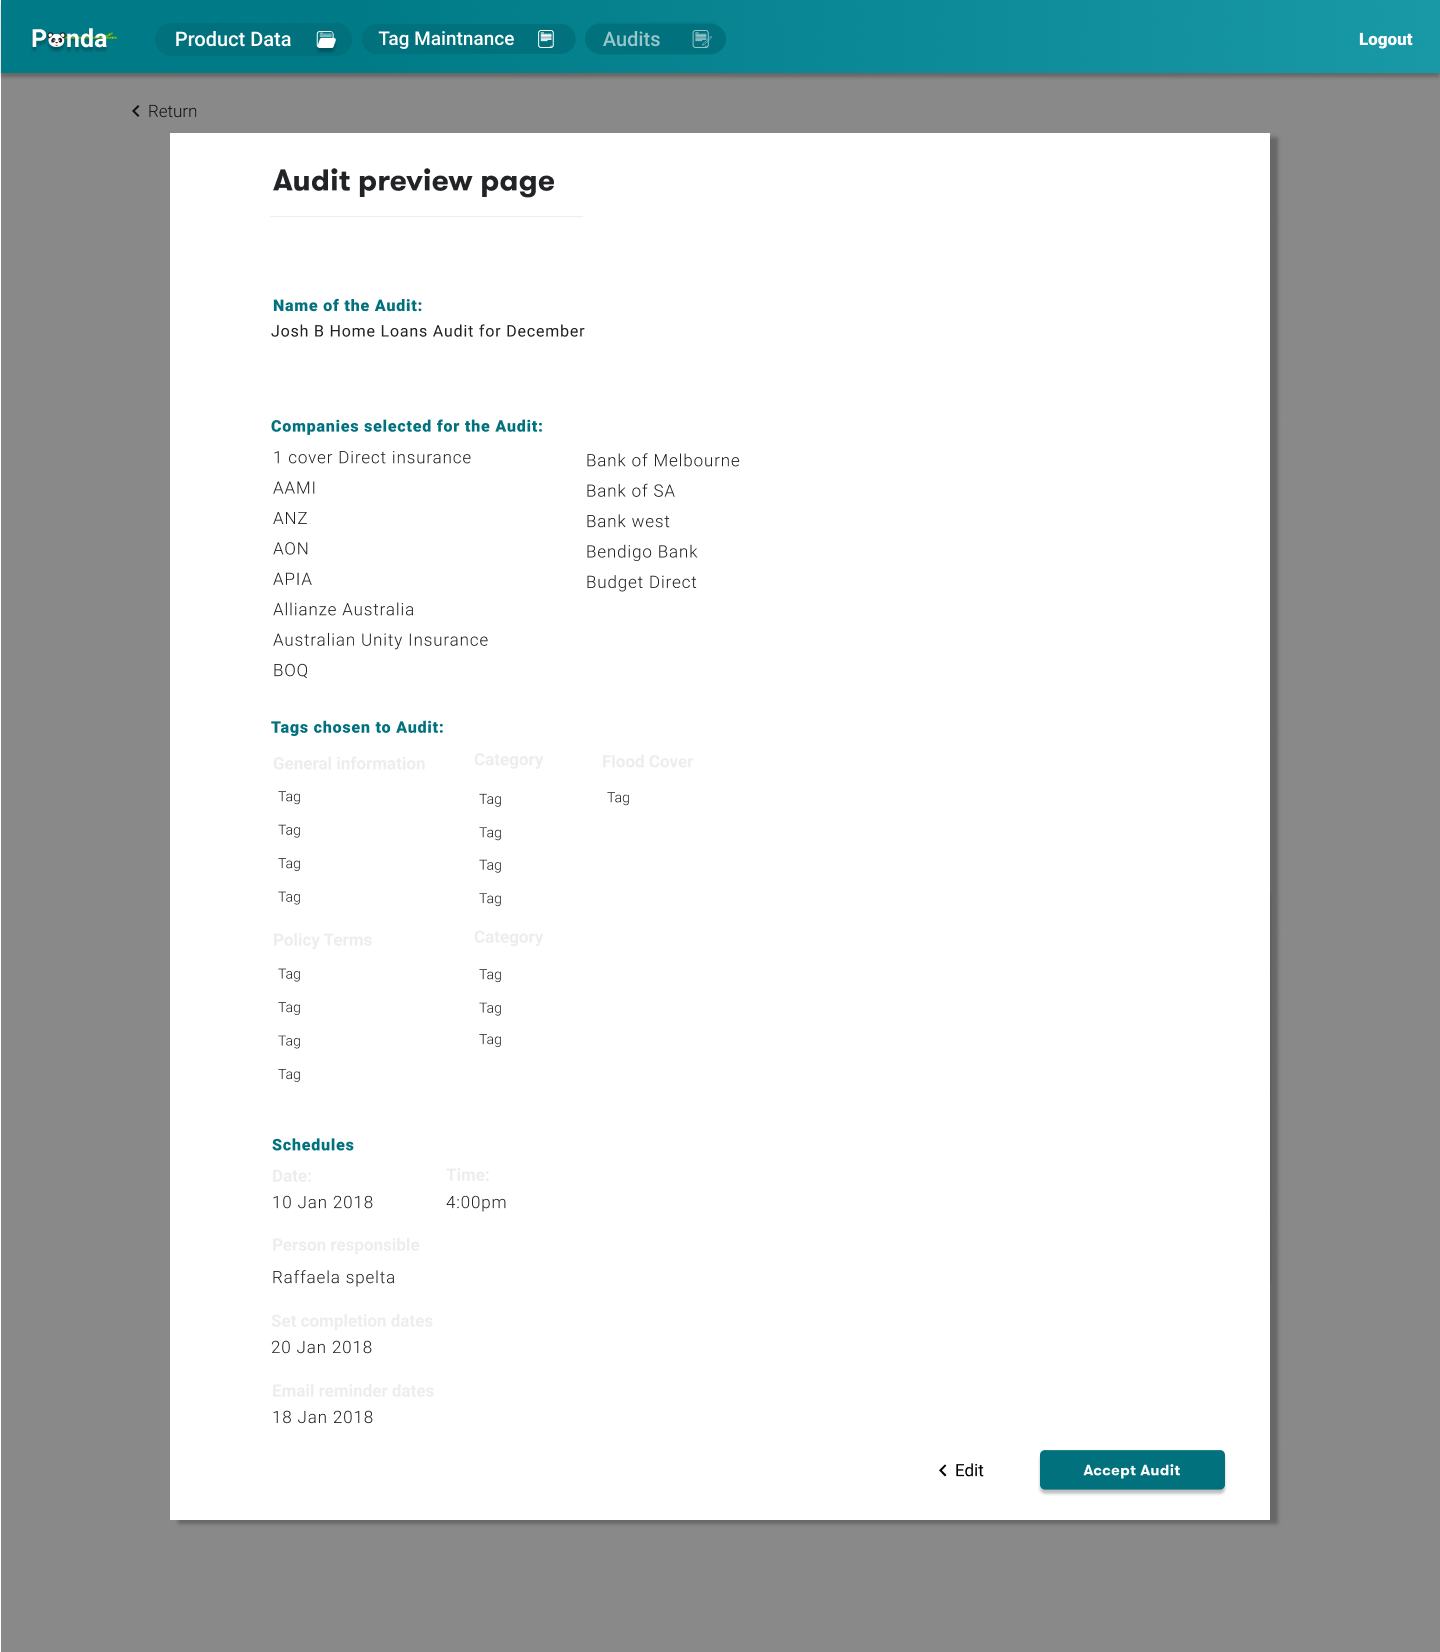 Panda
Product Data
Tag Maintnance
Audits
Logout
Return
Audit preview page
Name of the Audit:
Josh B Home Loans Audit for December
Companies selected for the Audit:
1 cover Direct insurance
AAMI
ANZ
AON
APIA
Allianze Australia
Australian Unity Insurance
BOQ
Bank of Melbourne
Bank of SA
Bank west
Bendigo Bank
Budget Direct
Tags chosen to Audit:
General information
Tag
Tag
Tag
Tag
Category
Tag
Tag
Tag
Tag
Flood Cover
Tag
Policy Terms
Tag
Tag
Tag
Tag
Category
Tag
Tag
Tag
Schedules
Date:
10 Jan 2018
Time:
4:00pm
Person responsible
Raffaela spelta
Set completion dates
20 Jan 2018
Email reminder dates
18 Jan 2018
Edit
Accept Audit